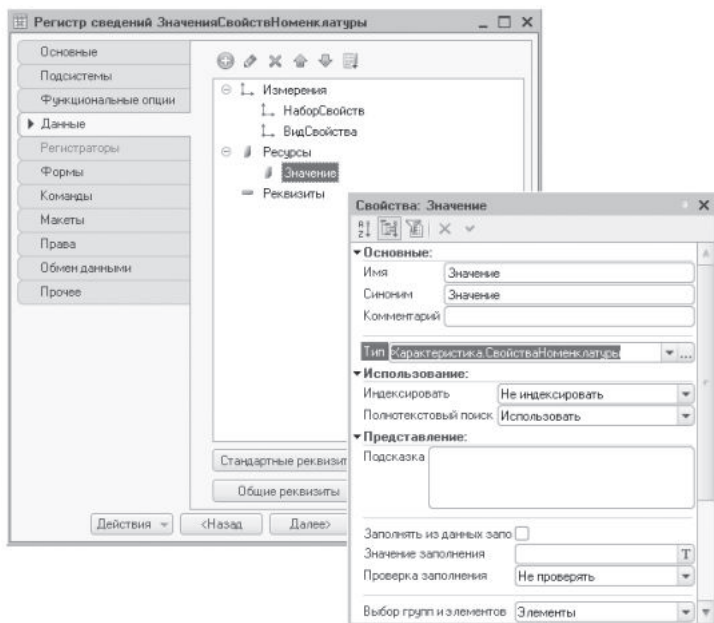 Регистр сведений ЗначенияСвойствНоменклатуры
Основные
Подсистемы
Функциональные опции
Данные
Регистраторы
Формы
Команды
Макеты
Права
Обмен данными
Прочее
Измерения
НаборСвойств
ВидСвойства
Ресурсы
Значение
Реквизиты
Стандартные реквизит
Общие реквизиты
Действия
<Назад
Далее>
Свойства: Значение
Основные:
Имя Значение
Синоним Значение
Комментарий
Тип Характеристика.СвойстваНоменклатуры
Использование:
Индексировать Не индексировать
Полнотекстовый поиск Использовать
Представление:
Подсказка
Заполнять из данных запо
Значение заполнения T
Проверка заполнения Не проверять
Выбор групп и элементов Элементы